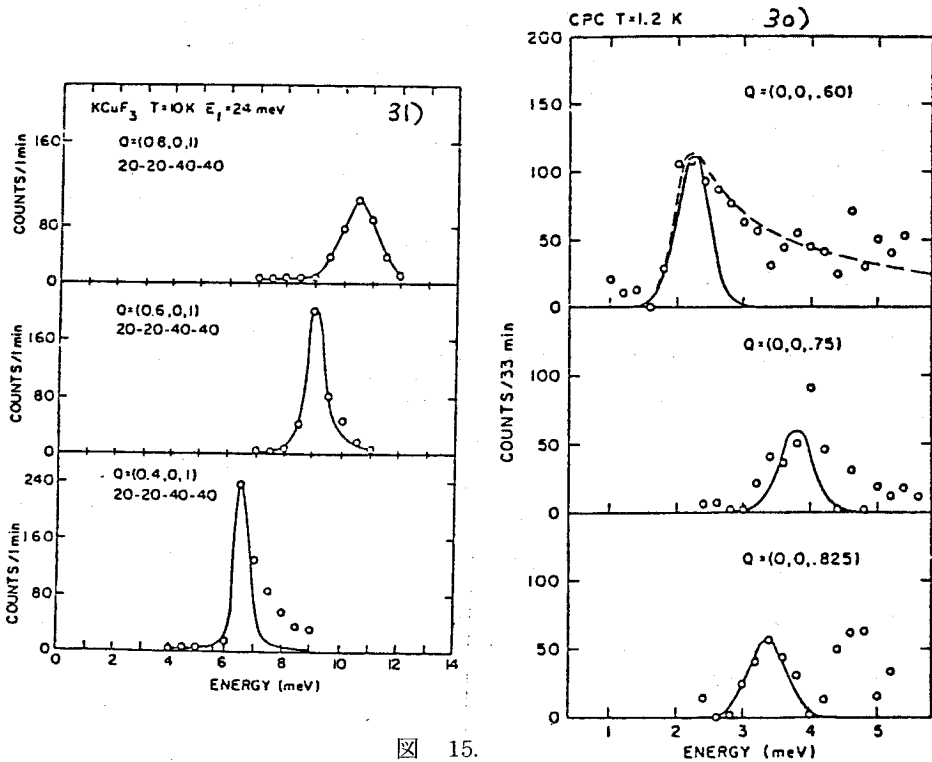 KCuF₃ T=10K Ē_f=24 meV
31)
Q=(0.8,0,1)
20-20-40-40
160
80
0
COUNTS/1min
Q=(0.6,0,1)
20-20-40-40
160
80
0
COUNTS/1min
Q=(0.4,0,1)
20-20-40-40
240
160
80
0
COUNTS/1min
0 2 4 6 8 10 12 14
ENERGY (meV)
CPC T=1.2 K
30)
200
150
100
50
0
Q=(0,0,.60)
100
50
0
Q=(0,0,.75)
COUNTS/33 min
100
50
0
Q=(0,0,.825)
1 2 3 4 5
ENERGY (meV)
図 15.